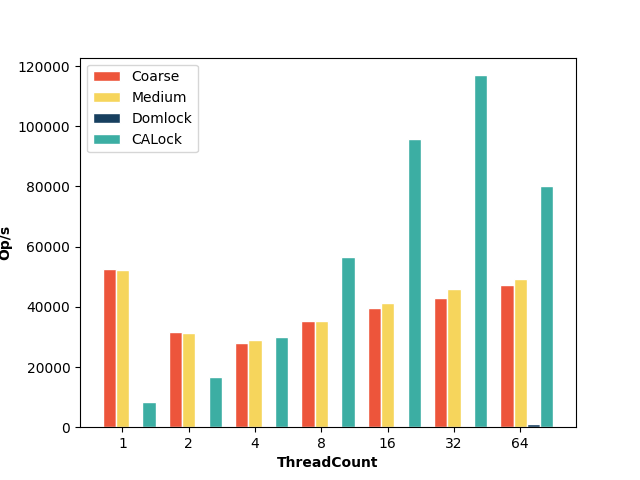 120000
100000
80000
60000
40000
20000
0
Op/s
Coarse
Medium
Domlock
CALock
1 2 4 8 16 32 64
ThreadCount